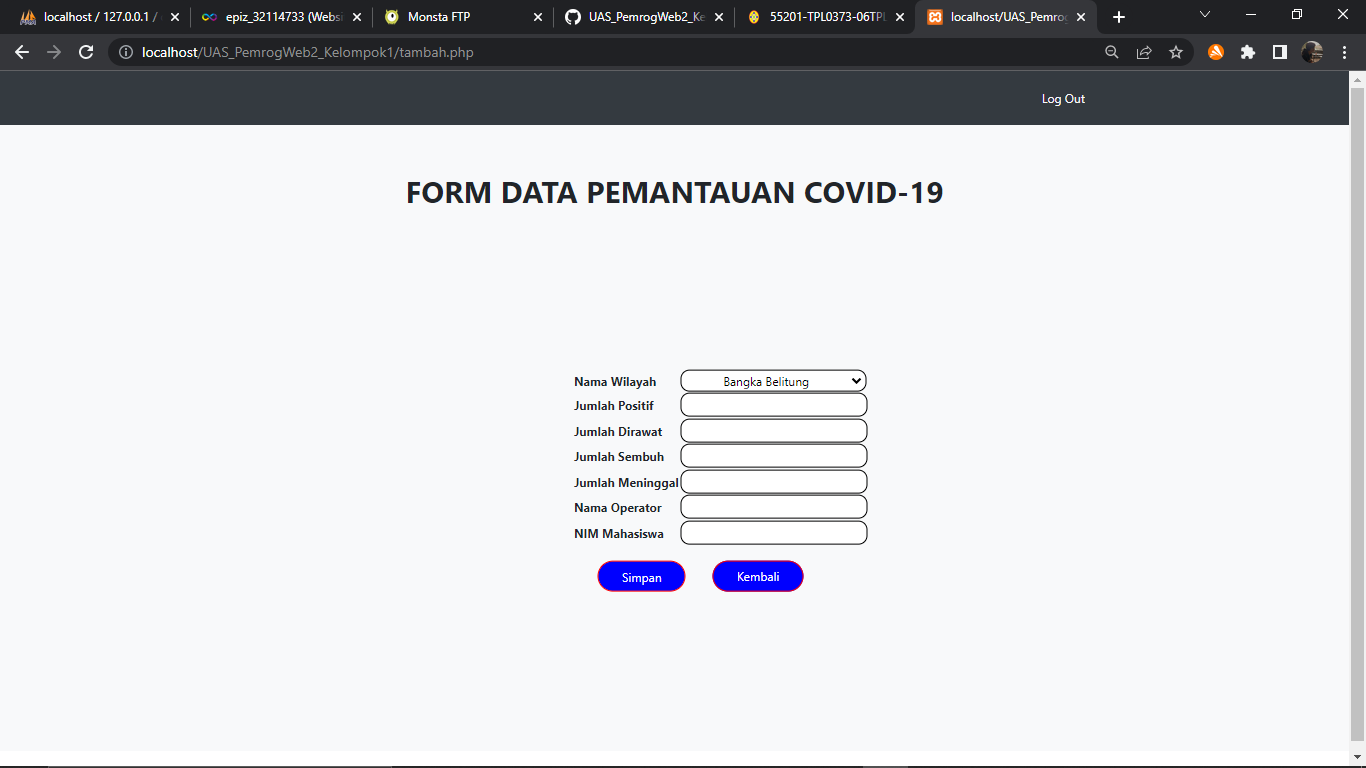 localhost / 127.0.0.1 /
epiz_32114733 (Websi
Monsta FTP
UAS_PemrogWeb2_Ke
55201-TPL0373-06TPL
localhost/UAS_Pemrog
localhost/UAS_PemrogWeb2_Kelompok1/tambah.php
Log Out
FORM DATA PEMANTAUAN COVID-19
Nama Wilayah Bangka Belitung
Jumlah Positif
Jumlah Dirawat
Jumlah Sembuh
Jumlah Meninggal
Nama Operator
NIM Mahasiswa
Simpan Kembali